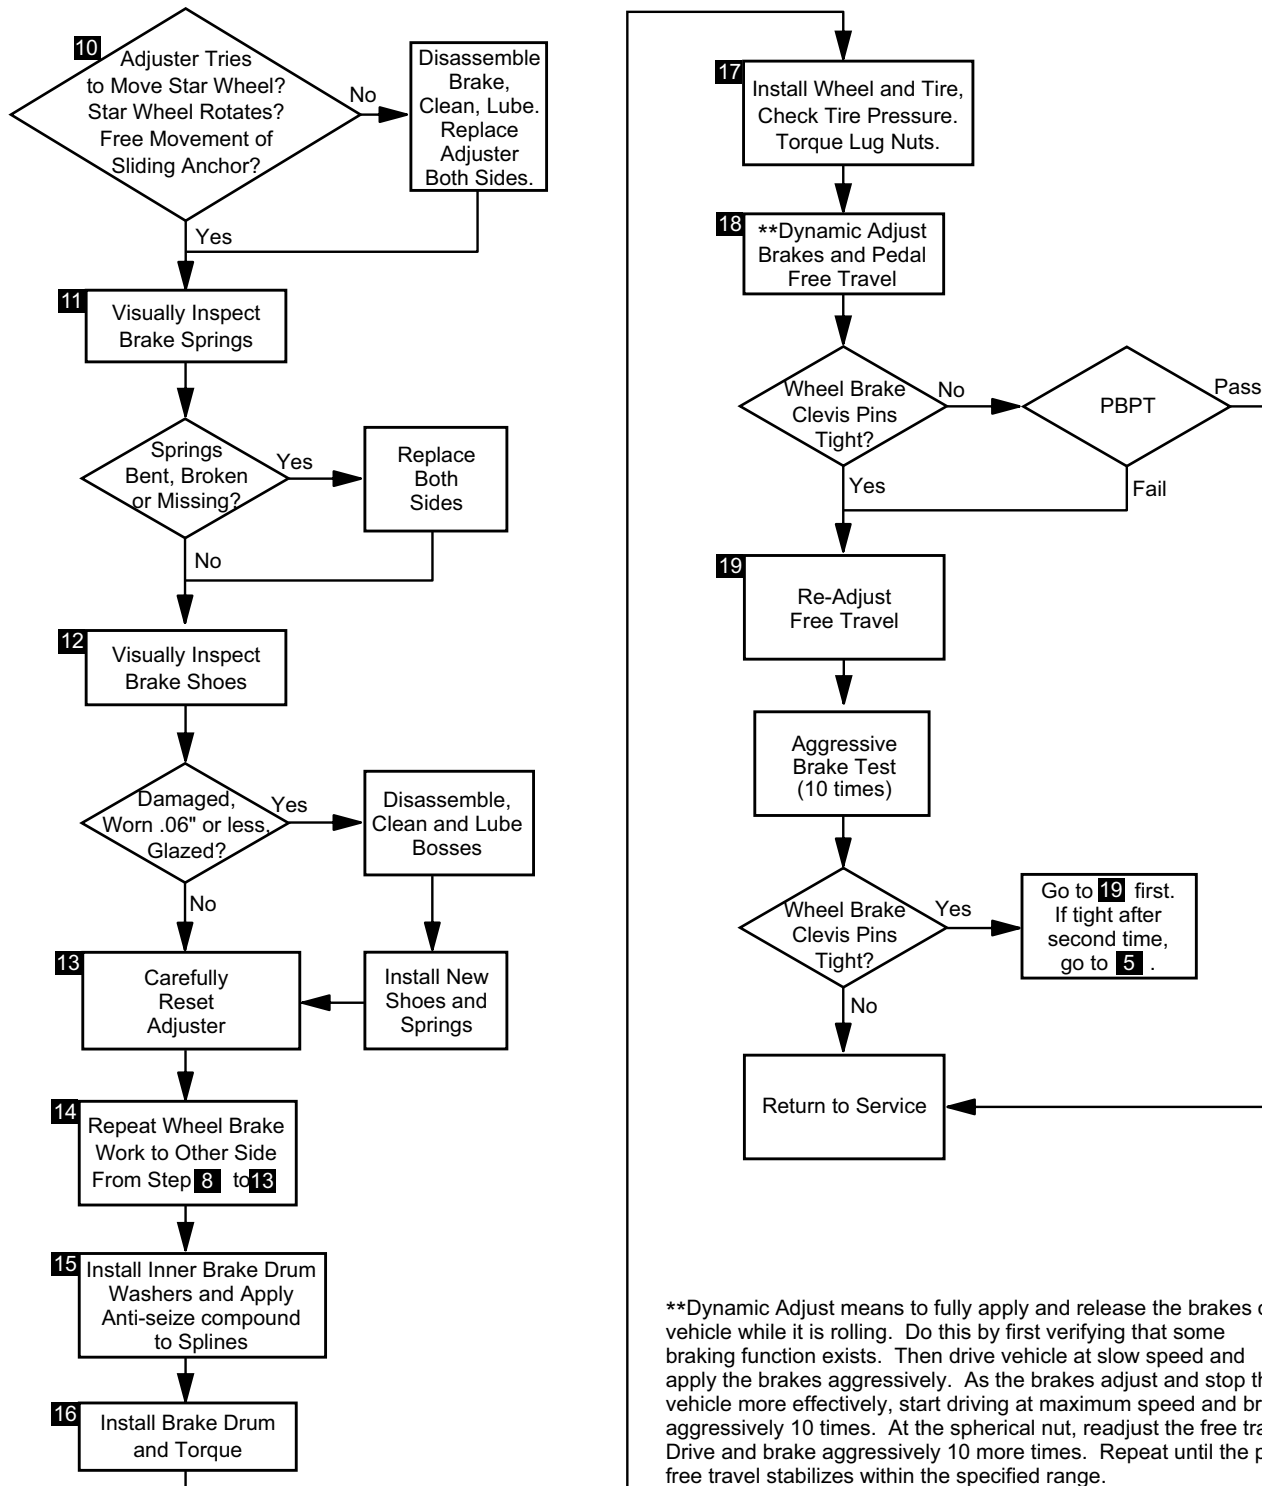 10
Adjuster Tries
to Move Star Wheel?
Star Wheel Rotates?
Free Movement of
Sliding Anchor?
No
Disassemble
Brake,
Clean, Lube.
Replace
Adjuster
Both Sides.
Yes
11
Visually Inspect
Brake Springs
Springs
Bent, Broken
or Missing?
Yes
Replace
Both
Sides
No
12
Visually Inspect
Brake Shoes
Damaged,
Worn .06" or less,
Glazed?
Yes
Disassemble,
Clean and Lube
Bosses
No
13
Carefully
Reset
Adjuster
Install New
Shoes and
Springs
14
Repeat Wheel Brake
Work to Other Side
From Step 8 to 13
15
Install Inner Brake Drum
Washers and Apply
Anti-seize compound
to Splines
16
Install Brake Drum
and Torque
17
Install Wheel and Tire,
Check Tire Pressure.
Torque Lug Nuts.
18
**Dynamic Adjust
Brakes and Pedal
Free Travel
Wheel Brake
Clevis Pins
Tight?
No
PBPT
Pass
Yes
Fail
19
Re-Adjust
Free Travel
Aggressive
Brake Test
(10 times)
Wheel Brake
Clevis Pins
Tight?
Yes
Go to 19 first.
If tight after
second time,
go to 5 .
No
Return to Service
**Dynamic Adjust means to fully apply and release the brakes
vehicle while it is rolling. Do this by first verifying that some
braking function exists. Then drive vehicle at slow speed and
apply the brakes aggressively. As the brakes adjust and stop
vehicle more effectively, start driving at maximum speed and
aggressively 10 times. At the spherical nut, readjust the free
Drive and brake aggressively 10 more times. Repeat until the
free travel stabilizes within the specified range.